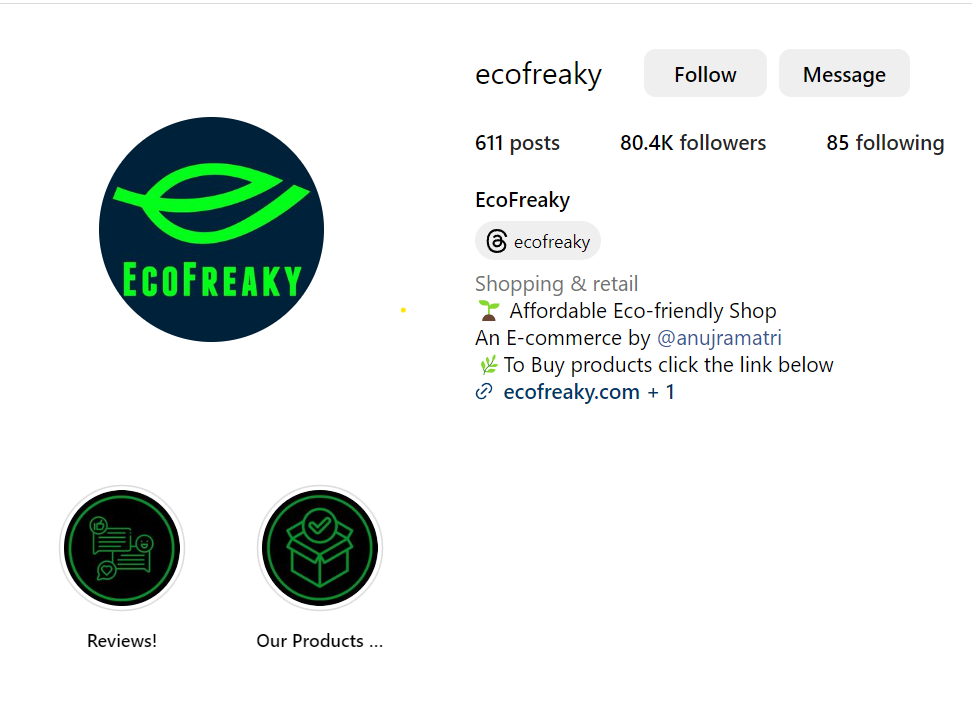 ecofreaky Follow Message
611 posts 80.4K followers 85 following
EcoFreaky
ecofreaky
Shopping & retail
🌱 Affordable Eco-friendly Shop
An E-commerce by @anujramatri
🌿To Buy products click the link below
ecofreaky.com + 1
ECOFREAKY
Reviews!
Our Products ...